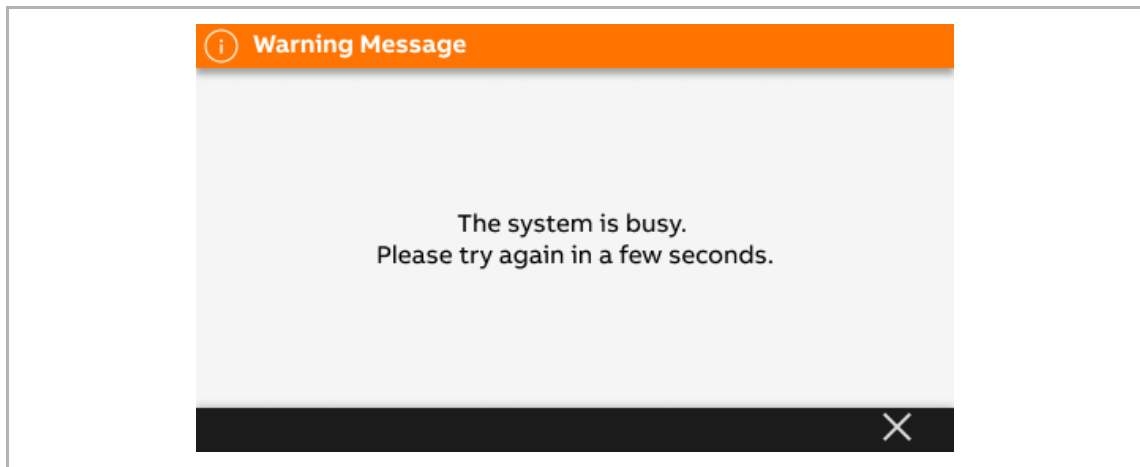 Warning Message
The system is busy.
Please try again in a few seconds.